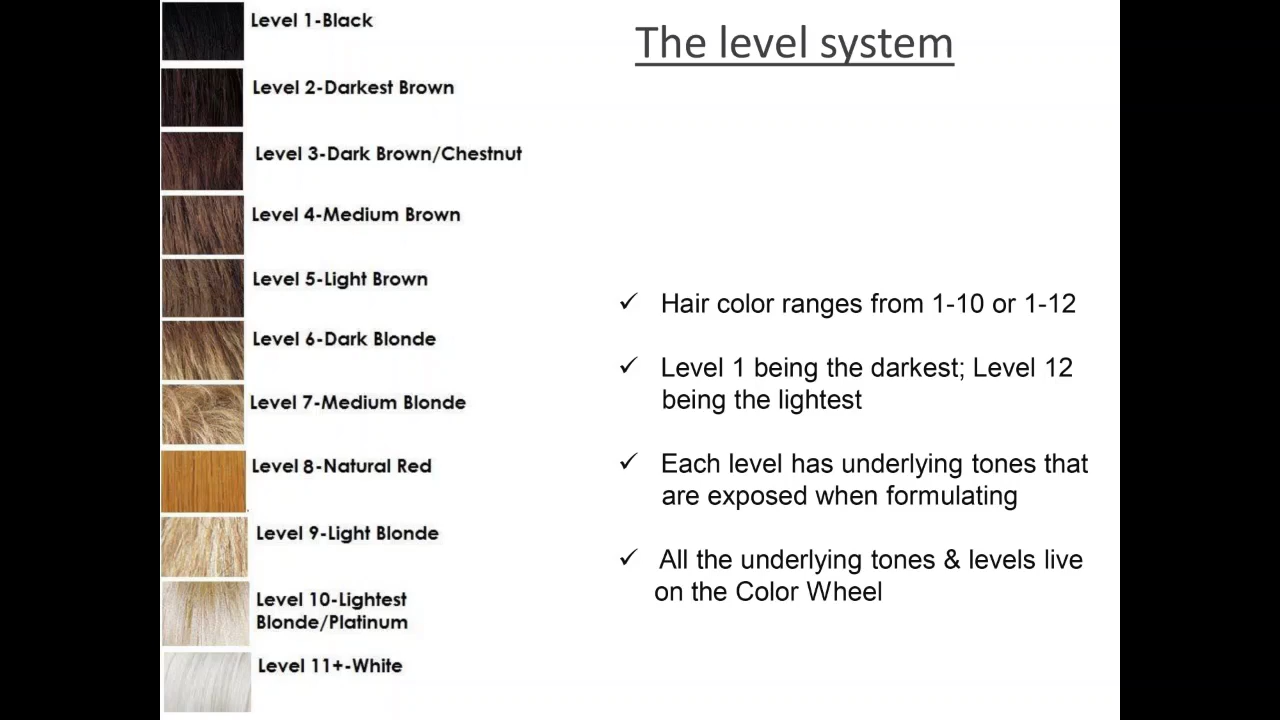 Level 1-Black
Level 2-Darkest Brown
Level 3-Dark Brown/Chestnut
Level 4-Medium Brown
Level 5-Light Brown
Level 6-Dark Blonde
Level 7-Medium Blonde
Level 8-Natural Red
Level 9-Light Blonde
Level 10-Lightest
Blonde/Platinum
Level 11+-White
The level system
✓ Hair color ranges from 1-10 or 1-12
✓ Level 1 being the darkest; Level 12
being the lightest
✓ Each level has underlying tones that
are exposed when formulating
✓ All the underlying tones & levels live
on the Color Wheel